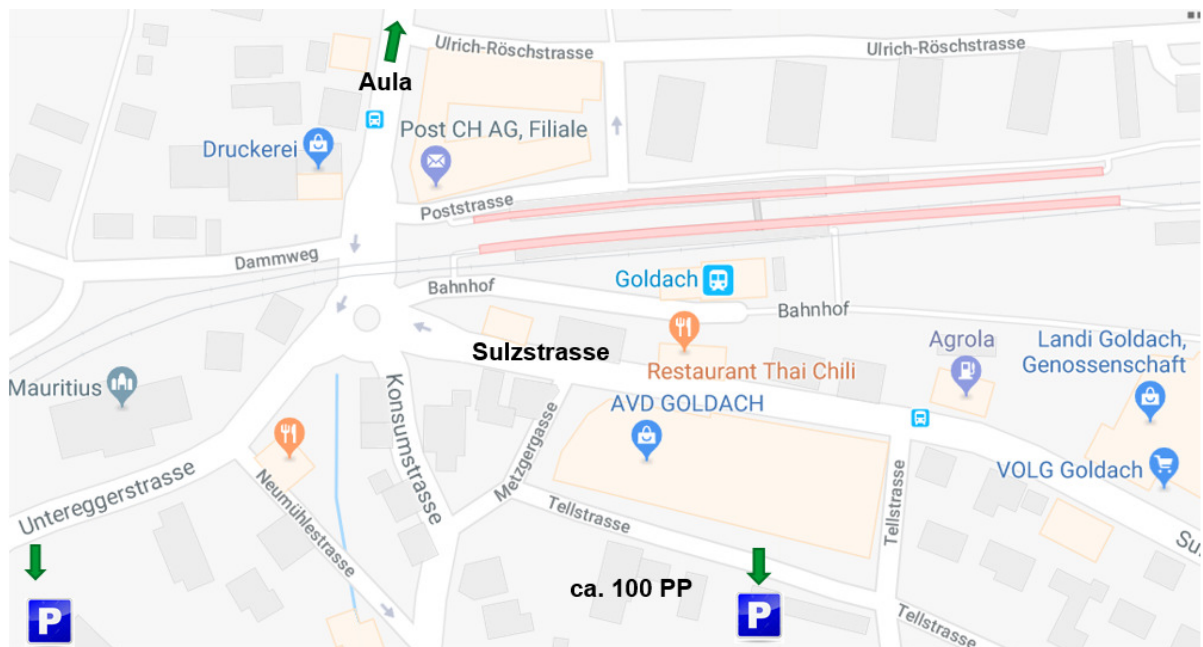 Ulrich-Röschstrasse
Ulrich-Röschstrasse
Aula
Post CH AG, Filiale
Druckerei
Poststrasse
Dammweg
Goldach
Bahnhof
Bahnhof
Sulzstrasse
Agrola
Landi Goldach,
Genossenschaft
Restaurant Thai Chili
Mauritius
AVD GOLDACH
Konsumstrasse
Metzgergasse
VOLG Goldach
Untereggerstrasse
Neumühlestrasse
Tellstrasse
Tellstrasse
Su
ca. 100 PP
P
P
Tellstrasse